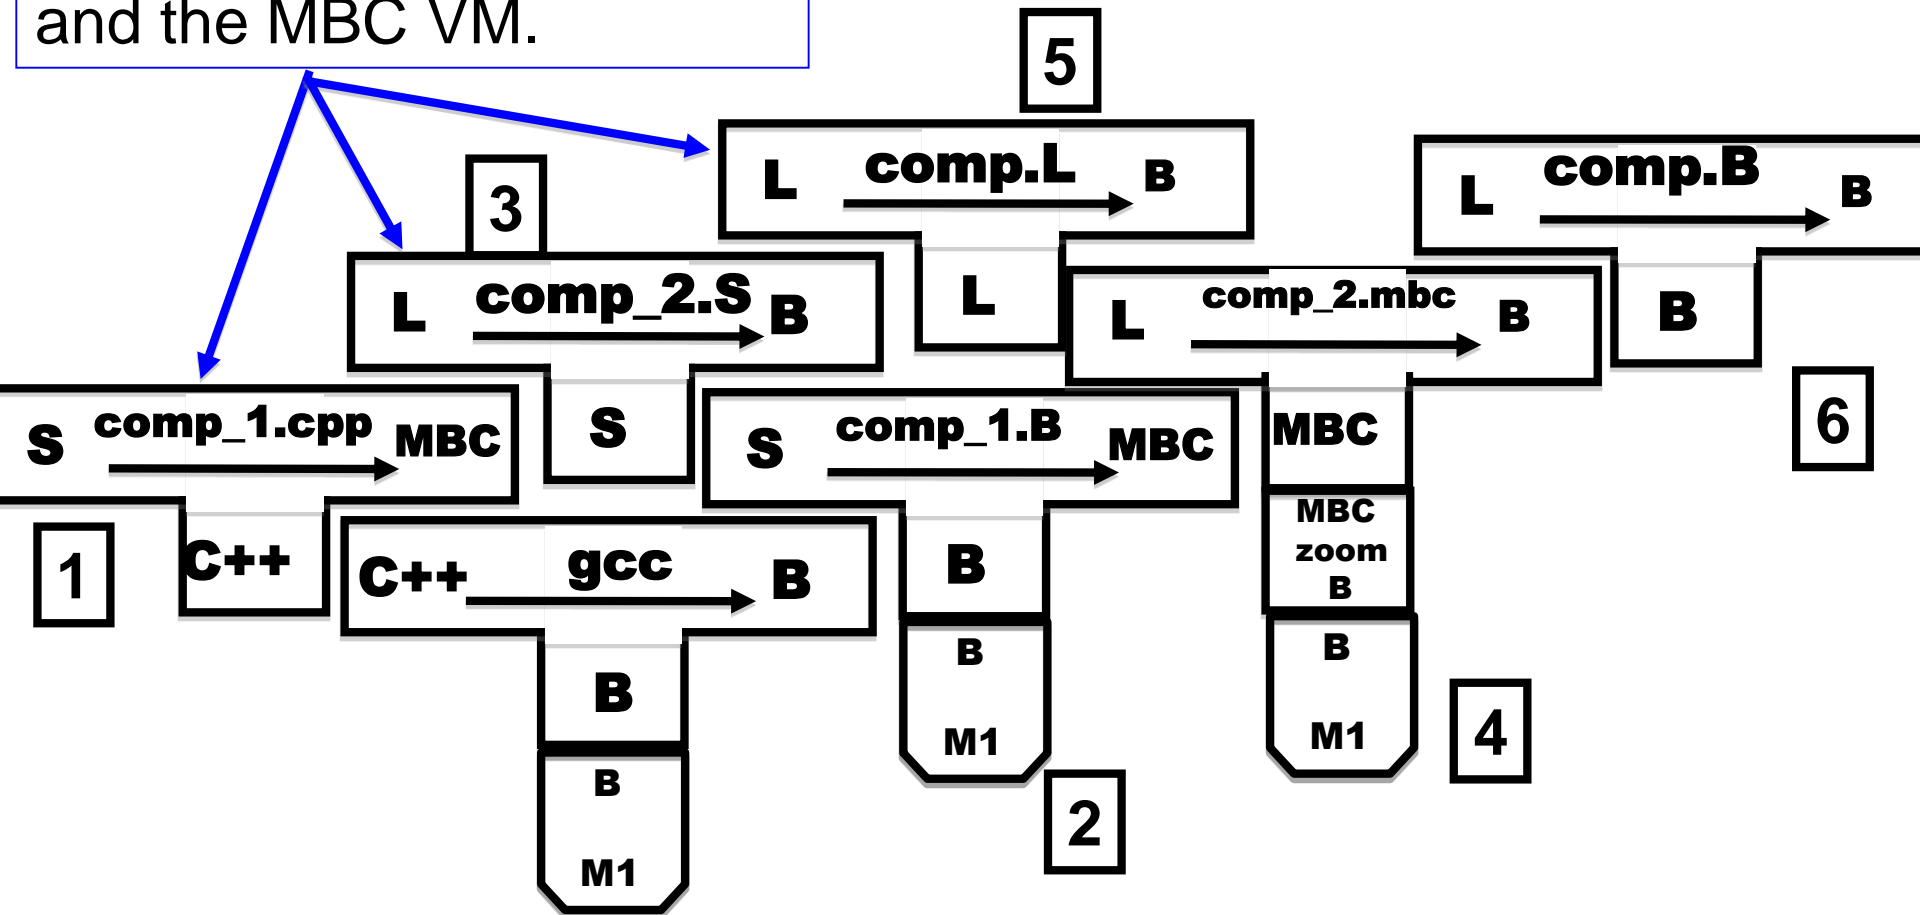 and the MBC VM.
5
L comp.L B
L
L comp.B B
B
6
3
L comp_2.S B
S
L comp_2.mbc B
MBC
MBC
zoom
B
B
M1
4
S comp_1.cpp MBC
C++
1
S comp_1.B MBC
B
B
M1
2
C++ gcc B
B
B
M1